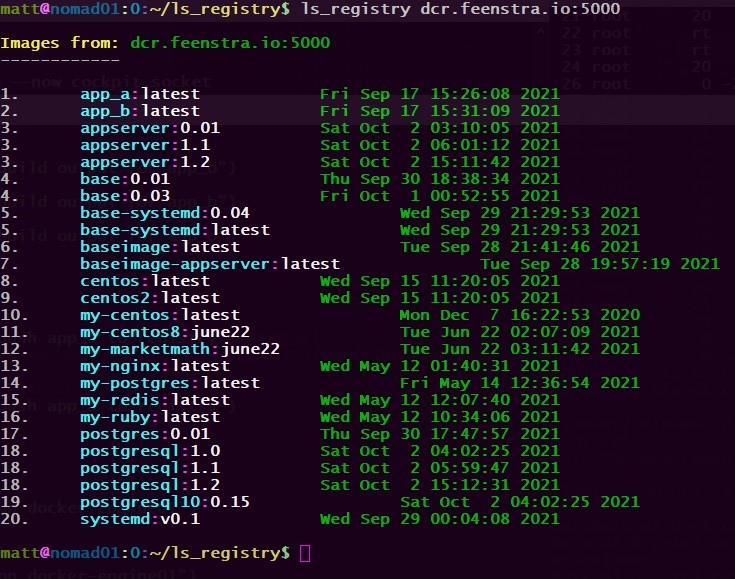 matt@nomad01:0:~/ls_registry$ ls_registry dcr.feenstra.io:5000
Images from: dcr.feenstra.io:5000
------------
1. app_a:latest Fri Sep 17 15:26:08 2021
2. app_b:latest Fri Sep 17 15:31:09 2021
3. appserver:0.01 Sat Oct 2 03:10:05 2021
3. appserver:1.1 Sat Oct 2 06:01:12 2021
3. appserver:1.2 Sat Oct 2 15:11:42 2021
4. base:0.01 Thu Sep 30 18:38:34 2021
4. base:0.03 Fri Oct 1 00:52:55 2021
5. base-systemd:0.04 Wed Sep 29 21:29:53 2021
5. base-systemd:latest Wed Sep 29 21:29:53 2021
6. baseimage:latest Tue Sep 28 21:41:46 2021
7. baseimage-appserver:latest Tue Sep 28 19:57:19 2021
8. centos:latest Wed Sep 15 11:20:05 2021
9. centos2:latest Wed Sep 15 11:20:05 2021
10. my-centos:latest Mon Dec 7 16:22:53 2020
11. my-centos8:june22 Tue Jun 22 02:07:09 2021
12. my-marketmath:june22 Tue Jun 22 03:11:42 2021
13. my-nginx:latest Wed May 12 01:40:31 2021
14. my-postgres:latest Fri May 14 12:36:54 2021
15. my-redis:latest Wed May 12 12:07:40 2021
16. my-ruby:latest Wed May 12 10:34:06 2021
17. postgres:0.01 Thu Sep 30 17:47:57 2021
18. postgresql:1.0 Sat Oct 2 04:02:25 2021
18. postgresql:1.1 Sat Oct 2 05:59:47 2021
18. postgresql:1.2 Sat Oct 2 15:12:31 2021
19. postgresql10:0.15 Sat Oct 2 04:02:25 2021
20. systemd:v0.1 Wed Sep 29 00:04:08 2021
matt@nomad01:0:~/ls_registry$